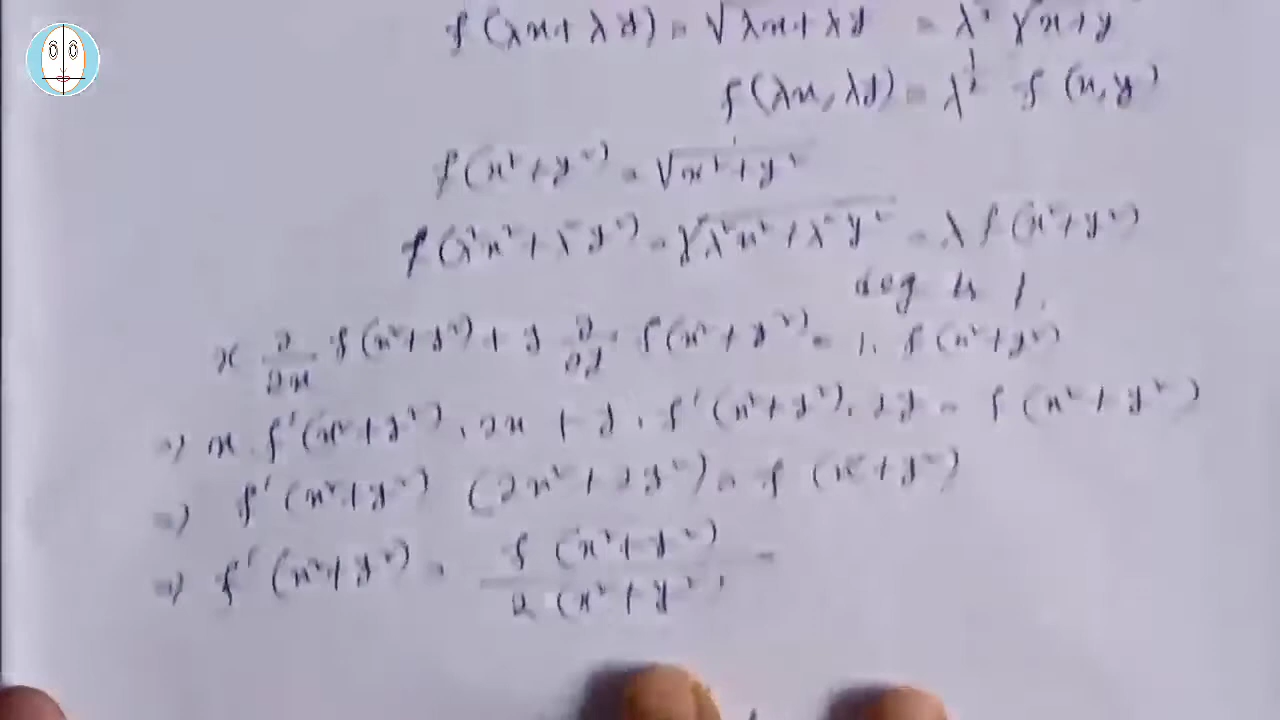 f(λx+λy) = √λx+λy = λ^½ √x+y
f(λx, λy) = λ^½ f(x,y)
f(x²+y²) = √x²+y²
f(λ²x²+λ²y²) = √λ²x²+λ²y² = λ f(x²+y²)
deg is 1.
x ∂/∂x f(x²+y²) + y ∂/∂y f(x²+y²) = 1. f(x²+y²)
=> x. f'(x²+y²). 2x + y. f'(x²+y²). 2y = f(x²+y²)
=> f'(x²+y²) (2x²+2y²) = f(x²+y²)
=> f'(x²+y²) = f(x²+y²) / 2(x²+y²) =